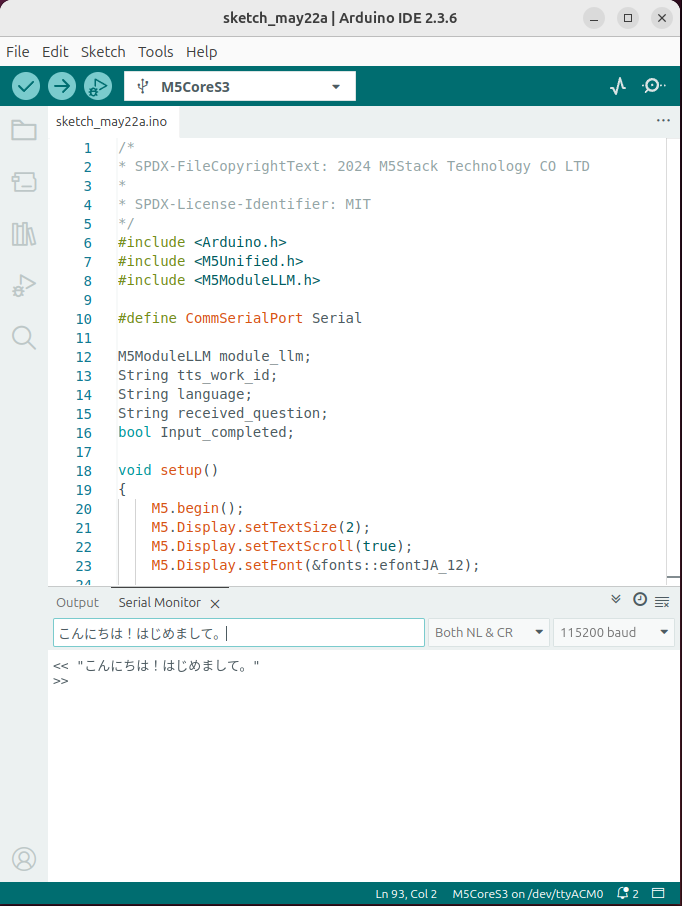 sketch_may22a | Arduino IDE 2.3.6
File Edit Sketch Tools Help
M5CoreS3
sketch_may22a.ino
1 /*
2 * SPDX-FileCopyrightText: 2024 M5Stack Technology CO LTD
3 *
4 * SPDX-License-Identifier: MIT
5 */
6 #include <Arduino.h>
7 #include <M5Unified.h>
8 #include <M5ModuleLLM.h>
9
10 #define CommSerialPort Serial
11
12 M5ModuleLLM module_llm;
13 String tts_work_id;
14 String language;
15 String received_question;
16 bool Input_completed;
17
18 void setup()
19 {
20 M5.begin();
21 M5.Display.setTextSize(2);
22 M5.Display.setTextScroll(true);
23 M5.Display.setFont(&fonts::efontJA_12);
24
Output Serial Monitor
こんにちは！はじめまして。 Both NL & CR 115200 baud
<< "こんにちは！はじめまして。"
>>
Ln 93, Col 2 M5CoreS3 on /dev/ttyACM0 2